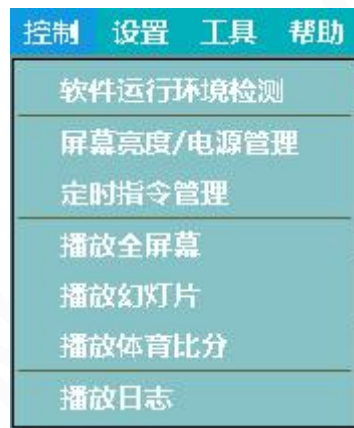 控制 设置 工具 帮助
软件运行环境检测
屏幕亮度/电源管理
定时指令管理
播放全屏幕
播放幻灯片
播放体育比分
播放日志